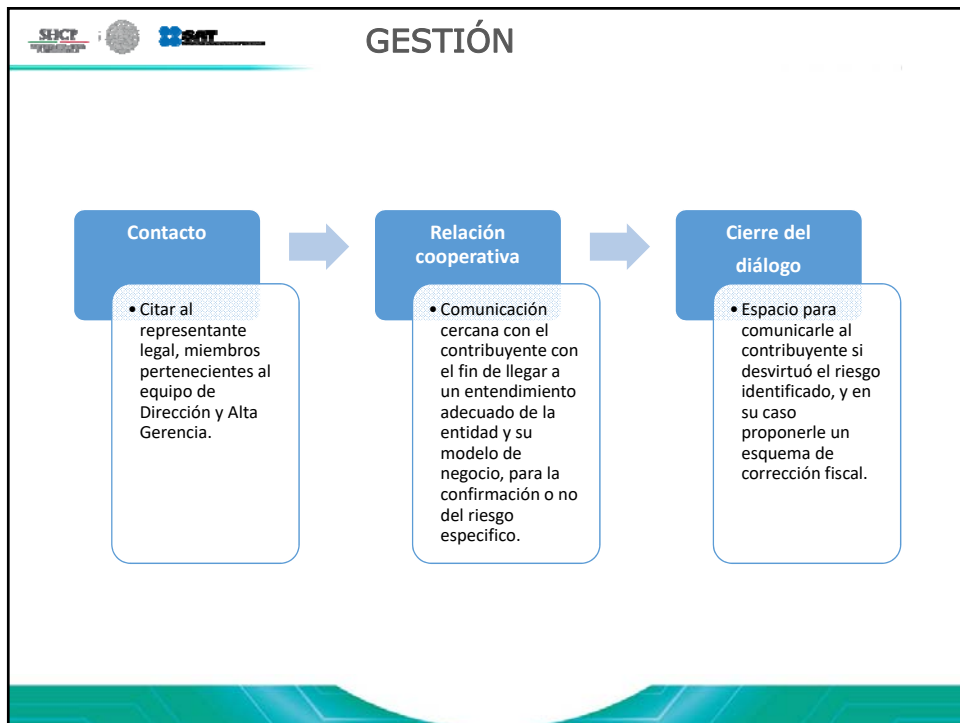 SHCP
SAT
GESTIÓN
Contacto
• Citar al
representante
legal, miembros
pertenecientes al
equipo de
Dirección y Alta
Gerencia.
Relación
cooperativa
• Comunicación
cercana con el
contribuyente con
el fin de llegar a
un entendimiento
adecuado de la
entidad y su
modelo de
negocio, para la
confirmación o no
del riesgo
especifico.
Cierre del
diálogo
• Espacio para
comunicarle al
contribuyente si
desvirtuó el riesgo
identificado, y en
su caso
proponerle un
esquema de
corrección fiscal.